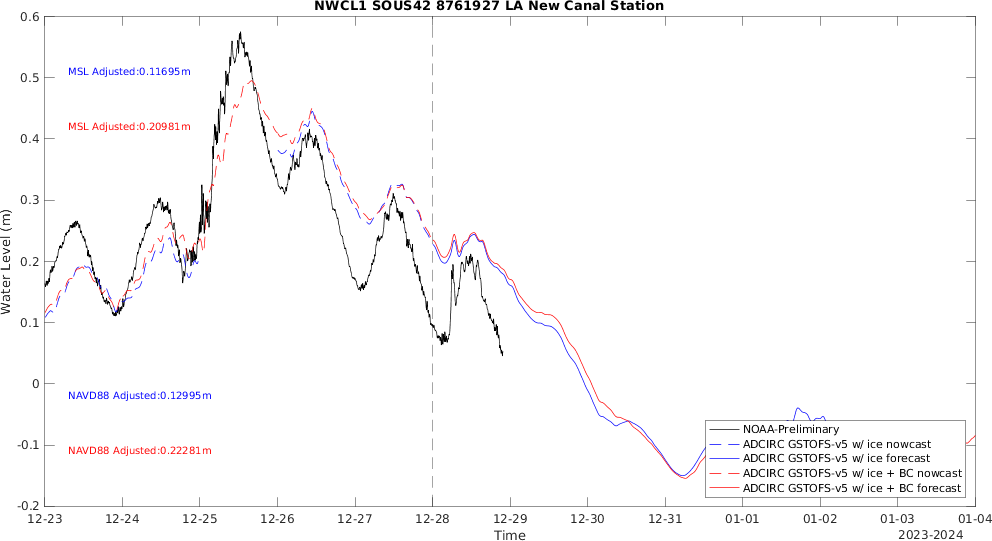 NWCL1 SOUS42 8761927 LA New Canal Station
0.6
0.5
0.4
0.3
0.2
0.1
0
-0.1
-0.2
Water Level (m)
MSL Adjusted:0.11695m
MSL Adjusted:0.20981m
NAVD88 Adjusted:0.12995m
NAVD88 Adjusted:0.22281m
NOAA-Preliminary
ADCIRC GSTOFS-v5 w/ ice nowcast
ADCIRC GSTOFS-v5 w/ ice forecast
ADCIRC GSTOFS-v5 w/ ice + BC nowcast
ADCIRC GSTOFS-v5 w/ ice + BC forecast
12-23 12-24 12-25 12-26 12-27 12-28 12-29 12-30 12-31 01-01 01-02 01-03 01-04
Time
2023-2024